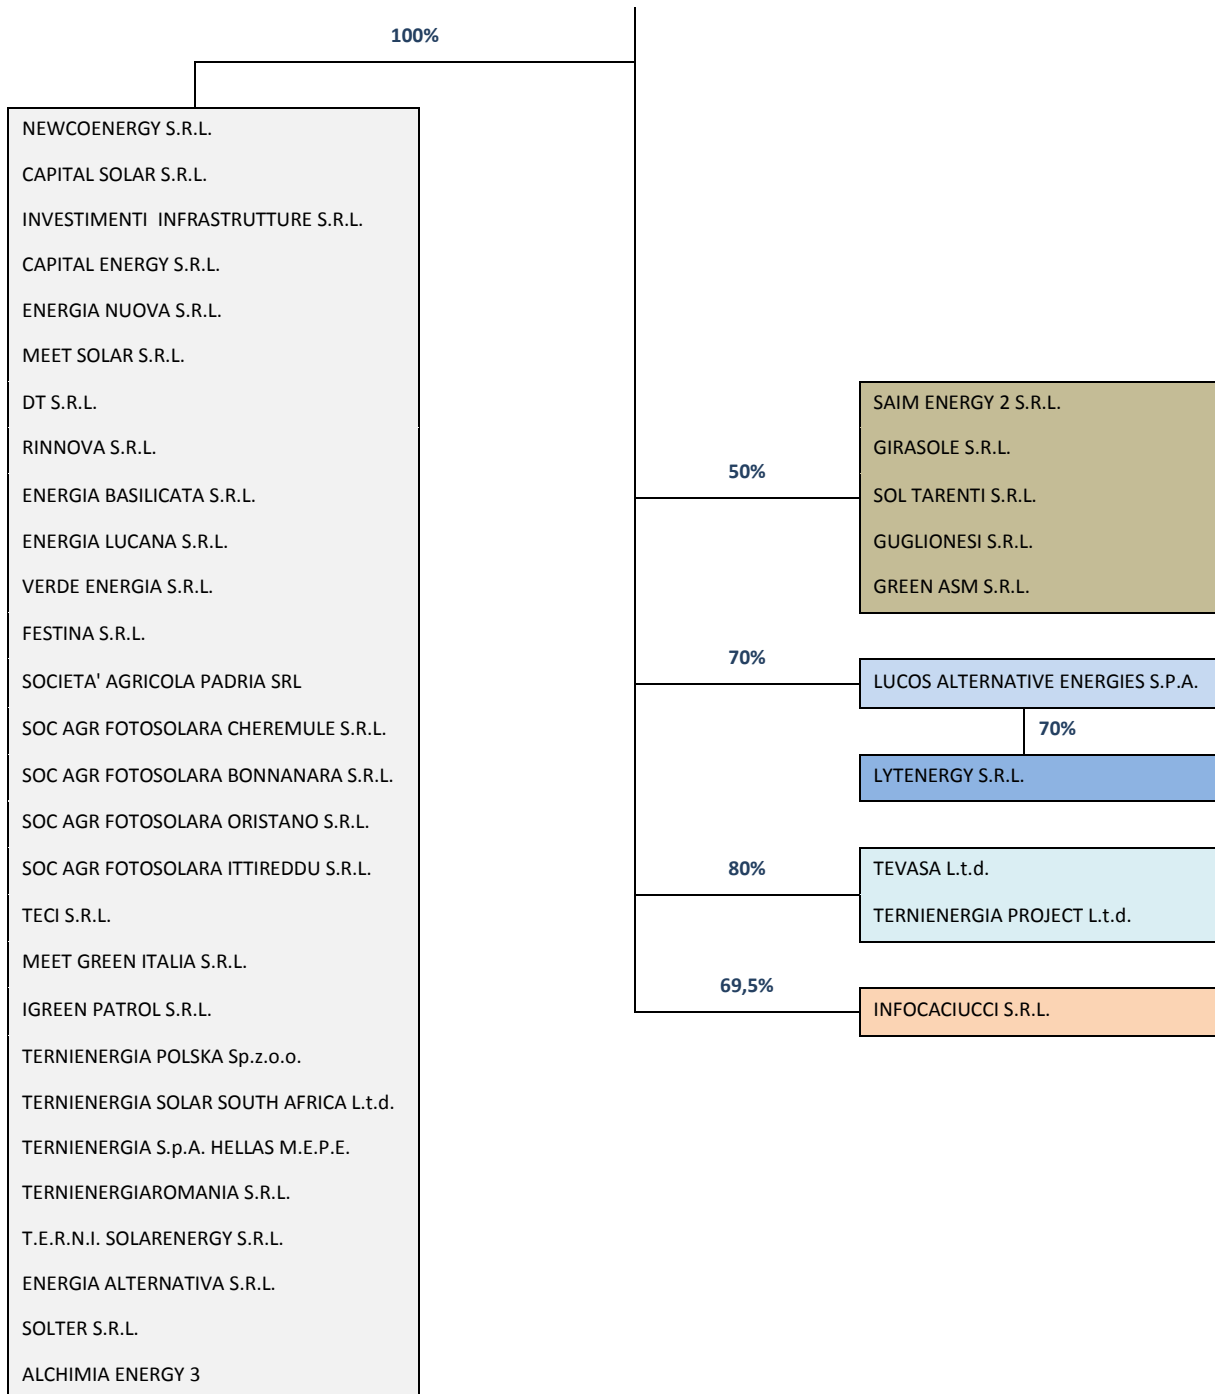 100%
NEWCOENERGY S.R.L.
CAPITAL SOLAR S.R.L.
INVESTIMENTI  INFRASTRUTTURE S.R.L.
CAPITAL ENERGY S.R.L.
ENERGIA NUOVA S.R.L.
MEET SOLAR S.R.L.
DT S.R.L.
RINNOVA S.R.L.
ENERGIA BASILICATA S.R.L.
ENERGIA LUCANA S.R.L.
VERDE ENERGIA S.R.L.
FESTINA S.R.L.
SOCIETA' AGRICOLA PADRIA SRL
SOC AGR FOTOSOLARA CHEREMULE S.R.L.
SOC AGR FOTOSOLARA BONNANARA S.R.L.
SOC AGR FOTOSOLARA ORISTANO S.R.L.
SOC AGR FOTOSOLARA ITTIREDDU S.R.L.
TECI S.R.L.
MEET GREEN ITALIA S.R.L.
IGREEN PATROL S.R.L.
TERNIENERGIA POLSKA Sp.z.o.o.
TERNIENERGIA SOLAR SOUTH AFRICA L.t.d.
TERNIENERGIA S.p.A. HELLAS M.E.P.E.
TERNIENERGIAROMANIA S.R.L.
T.E.R.N.I. SOLARENERGY S.R.L.
ENERGIA ALTERNATIVA S.R.L.
SOLTER S.R.L.
ALCHIMIA ENERGY 3
50%
SAIM ENERGY 2 S.R.L.
GIRASOLE S.R.L.
SOL TARENTI S.R.L.
GUGLIONESI S.R.L.
GREEN ASM S.R.L.
70%
LUCOS ALTERNATIVE ENERGIES S.P.A.
70%
LYTENERGY S.R.L.
80%
TEVASA L.t.d.
TERNIENERGIA PROJECT L.t.d.
69,5%
INFOCACIUCCI S.R.L.